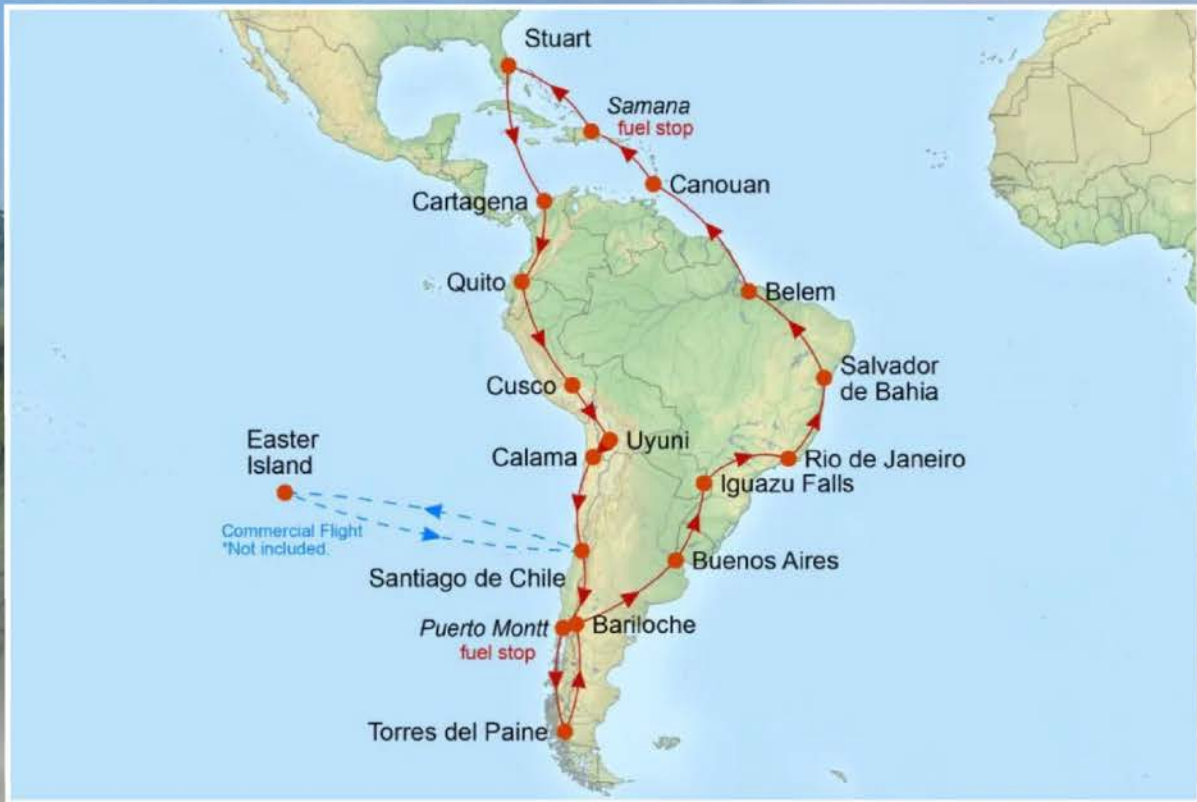 Stuart
Samana
fuel stop
Canouan
Cartagena
Quito
Belem
Cusco
Salvador
de Bahia
Uyuni
Calama
Easter
Island
Rio de Janeiro
Iguazu Falls
Commercial Flight
*Not included.
Buenos Aires
Santiago de Chile
Puerto Montt
fuel stop
Bariloche
Torres del Paine